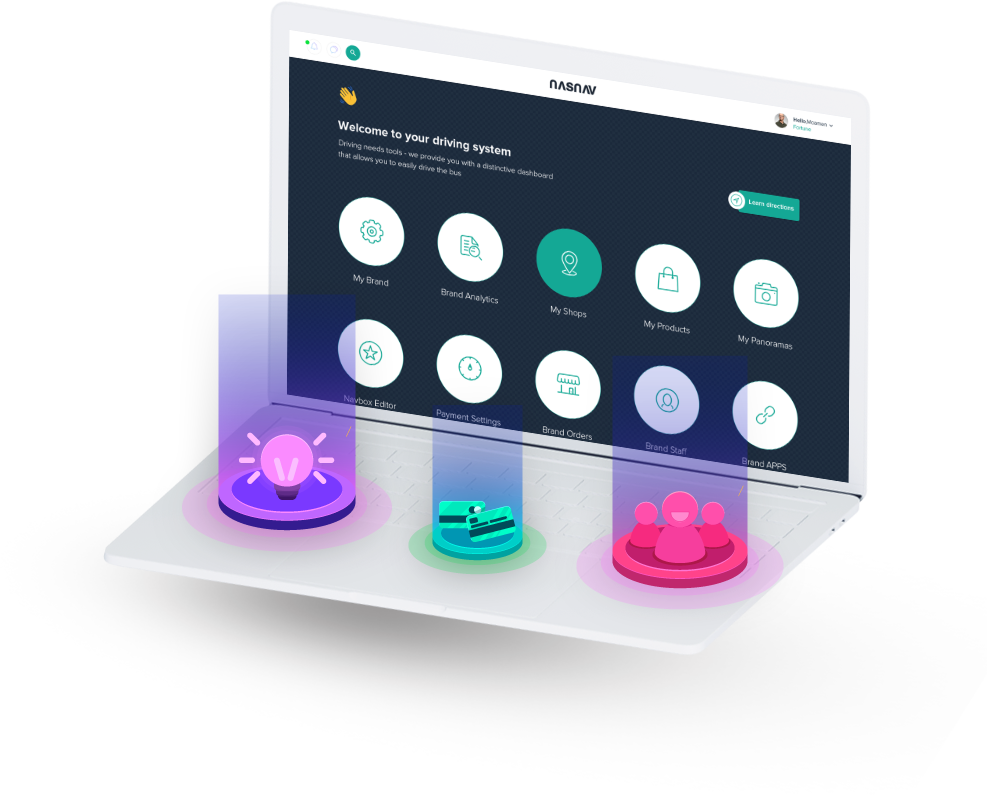 NASNAV
Hello, Moamen
Fortune
Welcome to your driving system
Driving needs tools - we provide you with a distinctive dashboard
that allows you to easily drive the bus
Learn directions
My Brand
Brand Analytics
My Shops
My Products
My Panoramas
Navbox Editor
Payment Settings
Brand Orders
Brand Staff
Brand APPS